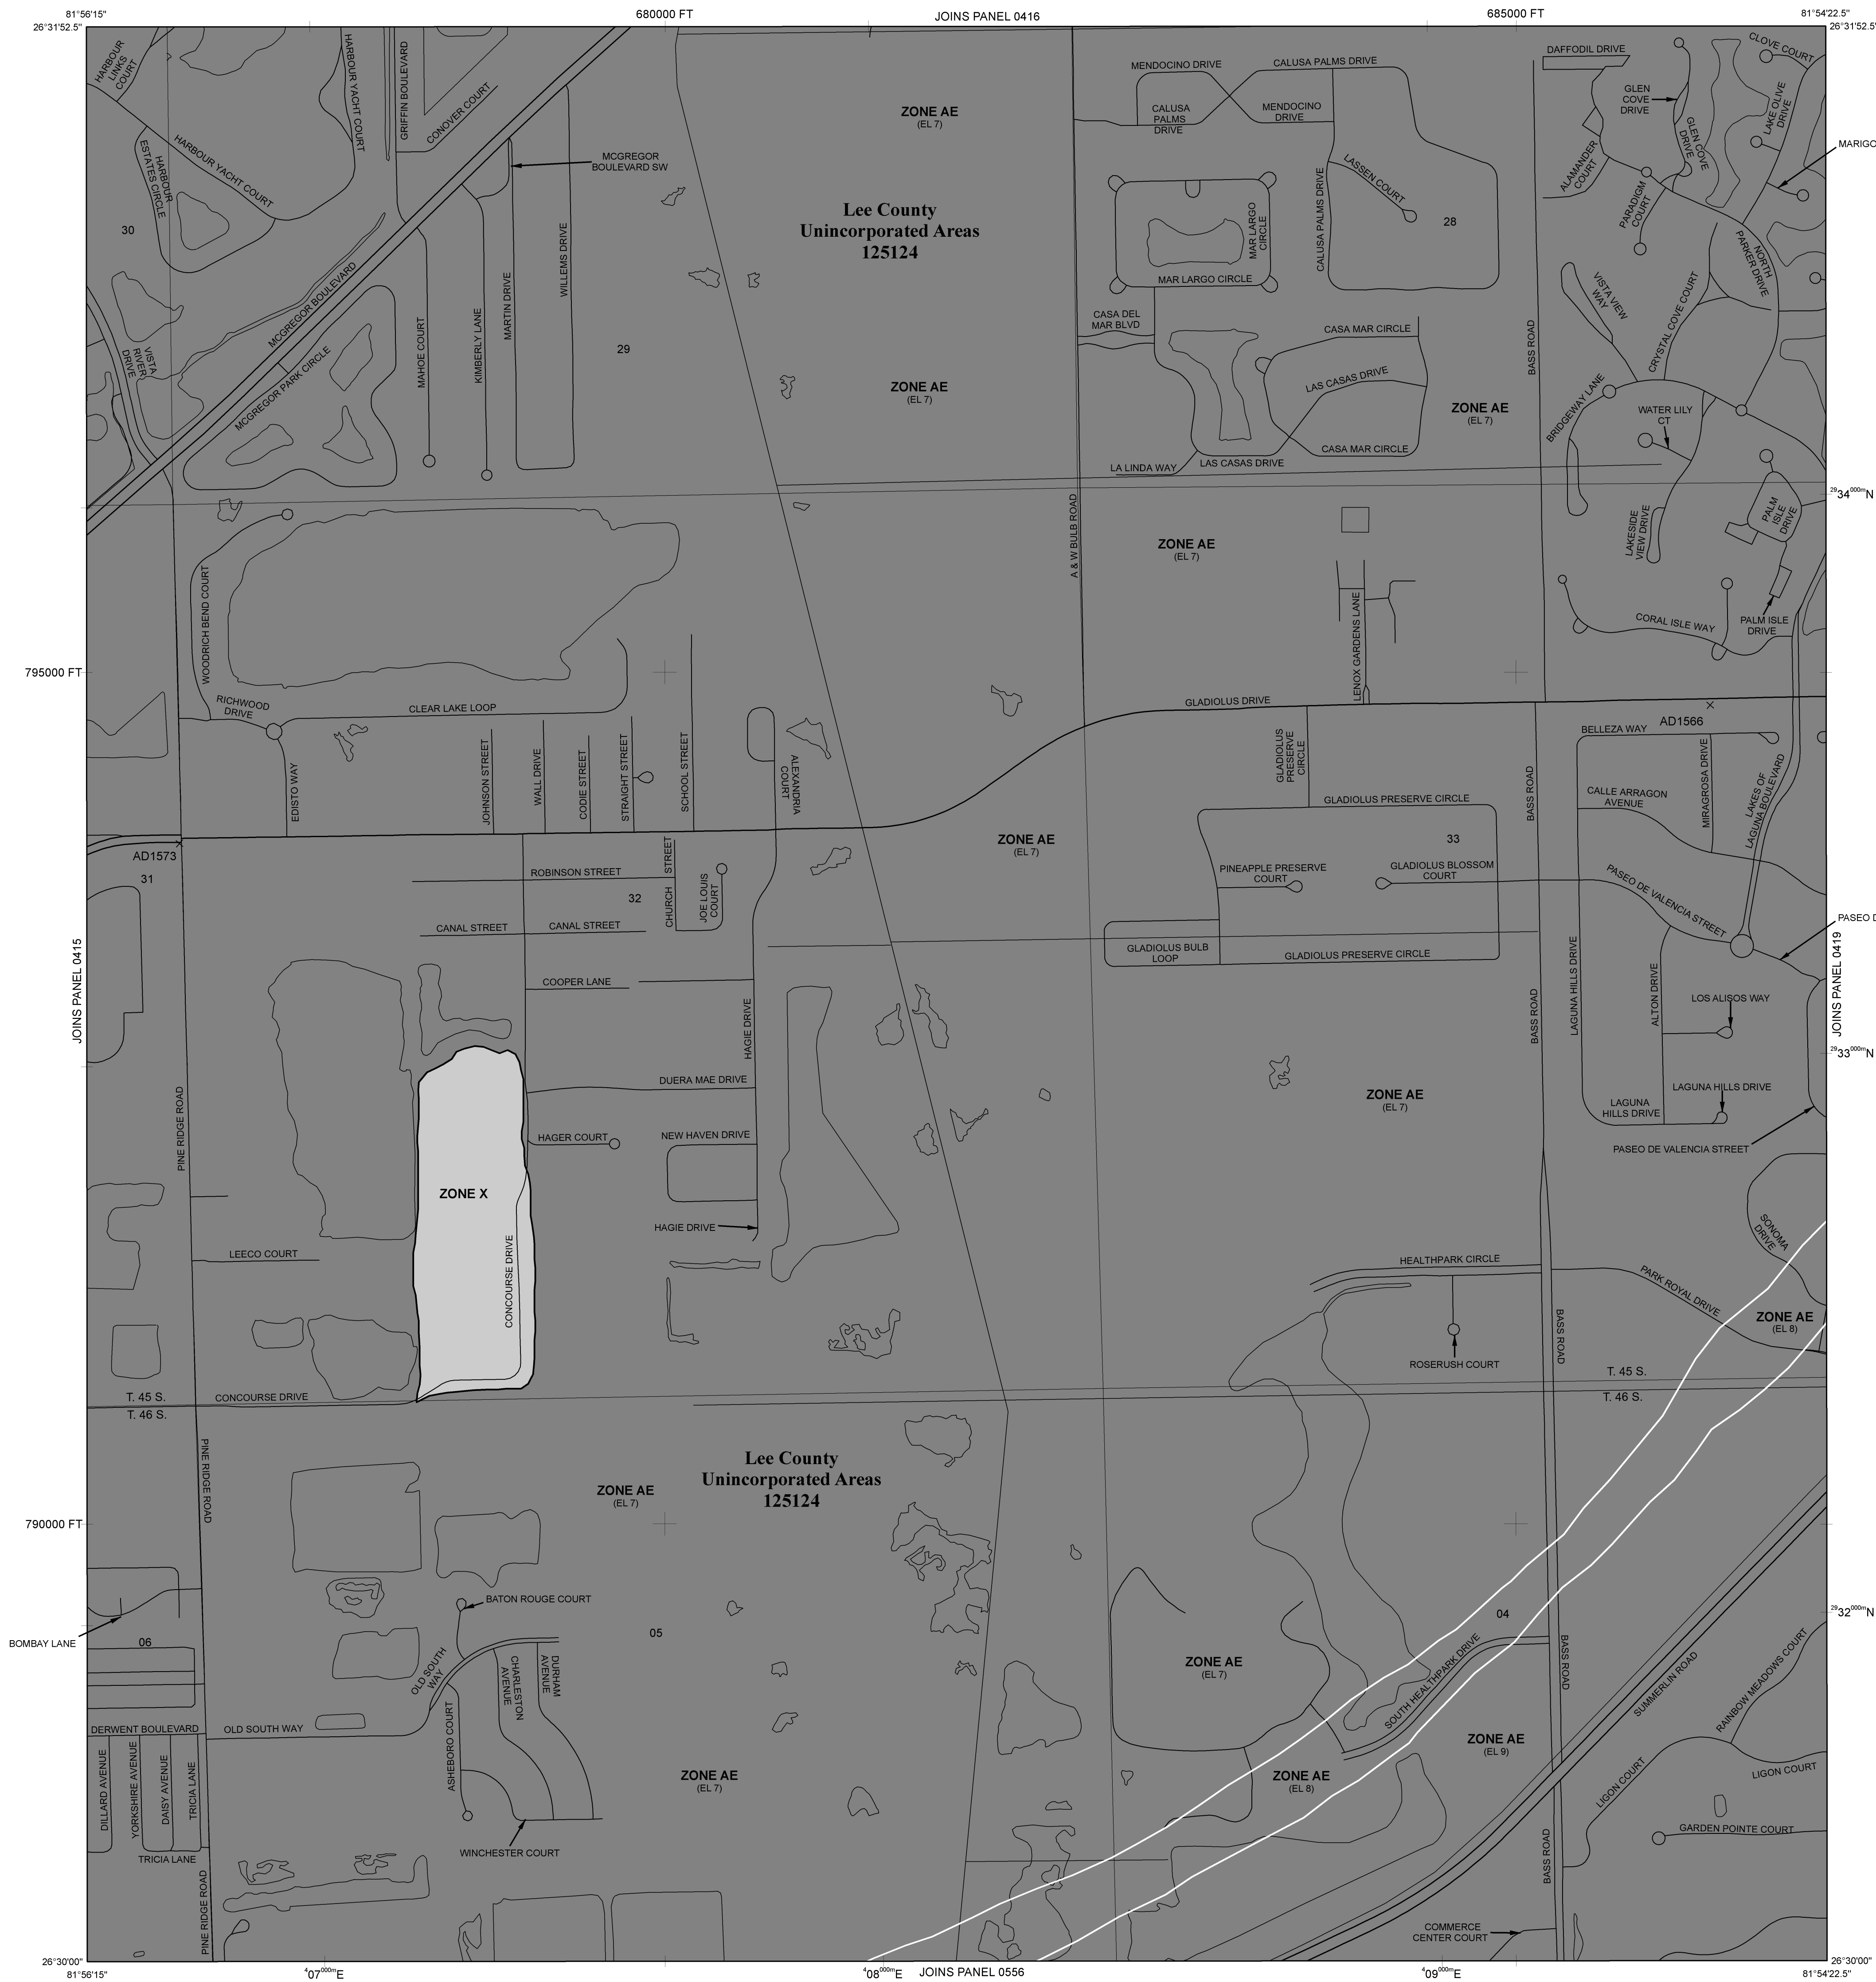 81°56'15"
680000 FT
JOINS PANEL 0416
685000 FT
81°54'22.5"
26°31'52.5"
26°31'52.5"
HARBOUR
LINKS
COURT
HARBOUR YACHT COURT
GRIFFIN BOULEVARD
CONOVER COURT
HARBOUR YACHT COURT
HARBOUR
ESTATES CIRCLE
MCGREGOR
BOULEVARD SW
ZONE AE
(EL 7)
MENDOCINO DRIVE
CALUSA PALMS DRIVE
CALUSA
PALMS
DRIVE
MENDOCINO
DRIVE
DAFFODIL DRIVE
GLEN
COVE
DRIVE
GLEN COVE
DRIVE
CLOVE COURT
LAKE OLIVE
DRIVE
MARIGO
ALAMANDER
COURT
PARADIGM
COURT
LASSEN COURT
CALUSA PALMS DRIVE
28
30
Lee County
Unincorporated Areas
125124
MAR LARGO
CIRCLE
MAR LARGO CIRCLE
NORTH
PARKER DRIVE
WILLEMS DRIVE
MARTIN DRIVE
KIMBERLY LANE
MAHOE COURT
MCGREGOR BOULEVARD
MCGREGOR PARK CIRCLE
VISTA
RIVER
DRIVE
29
ZONE AE
(EL 7)
CASA DEL
MAR BLVD
CASA MAR CIRCLE
LAS CASAS DRIVE
CASA MAR CIRCLE
LAS CASAS DRIVE
LA LINDA WAY
ZONE AE
(EL 7)
BASS ROAD
VISTA VIEW
WAY
CRYSTAL COVE COURT
BRIDGEWAY LANE
WATER LILY
CT
A & W BULB ROAD
ZONE AE
(EL 7)
LAKESIDE
VIEW DRIVE
PALM
ISLE
DRIVE
29 34 000m N
WOODRICH BEND COURT
LENOX GARDENS LANE
CORAL ISLE WAY
PALM ISLE
DRIVE
795000 FT
RICHWOOD
DRIVE
CLEAR LAKE LOOP
GLADIOLUS DRIVE
AD1566
EDISTO WAY
JOHNSON STREET
WALL DRIVE
CODIE STREET
STRAIGHT STREET
SCHOOL STREET
ALEXANDRIA
COURT
GLADIOLUS
PRESERVE
CIRCLE
BASS ROAD
BELLEZA WAY
MIRAGROSA DRIVE
LAKES OF
LAGUNA BOULEVARD
CALLE ARRAGON
AVENUE
GLADIOLUS PRESERVE CIRCLE
ZONE AE
(EL 7)
33
AD1573
31
ROBINSON STREET
32
CHURCH STREET
JOE LOUIS
COURT
PINEAPPLE PRESERVE
COURT
GLADIOLUS BLOSSOM
COURT
PASEO DE VALENCIA STREET
PASEO D
CANAL STREET
CANAL STREET
GLADIOLUS BULB
LOOP
GLADIOLUS PRESERVE CIRCLE
JOINS PANEL 0415
JOINS PANEL 0419
COOPER LANE
HAGIE DRIVE
BASS ROAD
LAGUNA HILLS DRIVE
ALTON DRIVE
LOS ALISOS WAY
29 33 000m N
DUERA MAE DRIVE
PINE RIDGE ROAD
HAGER COURT
NEW HAVEN DRIVE
ZONE AE
(EL 7)
LAGUNA
HILLS DRIVE
LAGUNA HILLS DRIVE
PASEO DE VALENCIA STREET
ZONE X
CONCOURSE DRIVE
HAGIE DRIVE
LEECO COURT
HEALTHPARK CIRCLE
SONOMA
DRIVE
PARK ROYAL DRIVE
ZONE AE
(EL 8)
BASS ROAD
ROSERUSH COURT
T. 45 S.
T. 46 S.
CONCOURSE DRIVE
T. 45 S.
T. 46 S.
PINE RIDGE ROAD
Lee County
Unincorporated Areas
125124
ZONE AE
(EL 7)
790000 FT
BATON ROUGE COURT
BOMBAY LANE
06
05
04
29 32 000m N
OLD SOUTH
WAY
CHARLESTON
AVENUE
DURHAM
AVENUE
ZONE AE
(EL 7)
SOUTH HEALTHPARK DRIVE
BASS ROAD
SUMMERLIN ROAD
RAINBOW MEADOWS COURT
DERWENT BOULEVARD
OLD SOUTH WAY
ASHEBORO COURT
DILLARD AVENUE
YORKSHIRE AVENUE
DAISY AVENUE
TRICIA LANE
TRICIA LANE
ZONE AE
(EL 7)
ZONE AE
(EL 8)
ZONE AE
(EL 9)
LIGON COURT
LIGON COURT
GARDEN POINTE COURT
WINCHESTER COURT
PINE RIDGE ROAD
BASS ROAD
COMMERCE
CENTER COURT
26°30'00"
26°30'00"
81°56'15"
4 07 000m E
4 08 000m E
JOINS PANEL 0556
4 09 000m E
81°54'22.5"